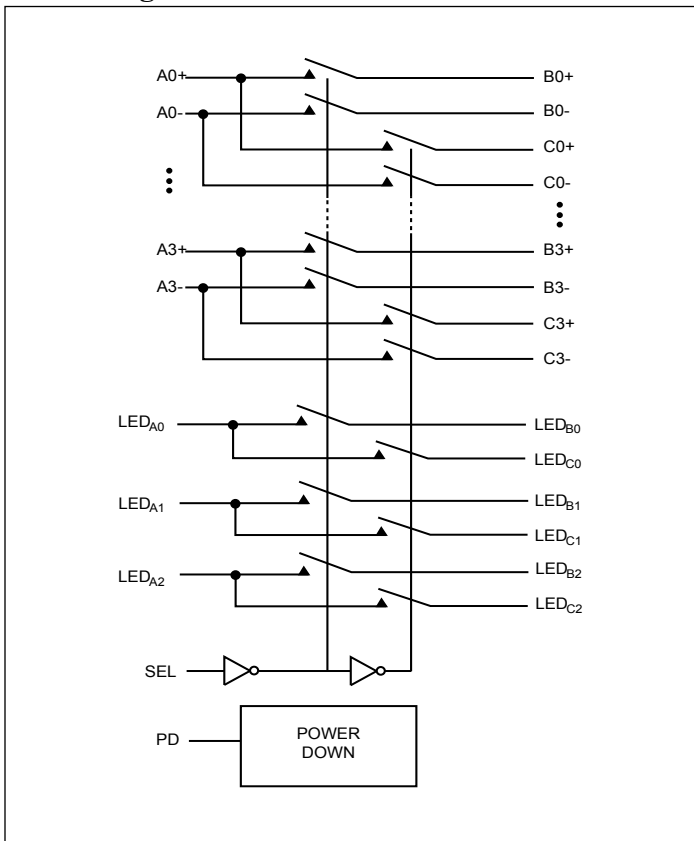 A0+ B0+
A0- B0-
C0+
C0-
A3+ B3+
A3- B3-
C3+
C3-
LEDA0 LEDB0
LEDC0
LEDA1 LEDB1
LEDC1
LEDA2 LEDB2
LEDC2
SEL
PD POWER
DOWN